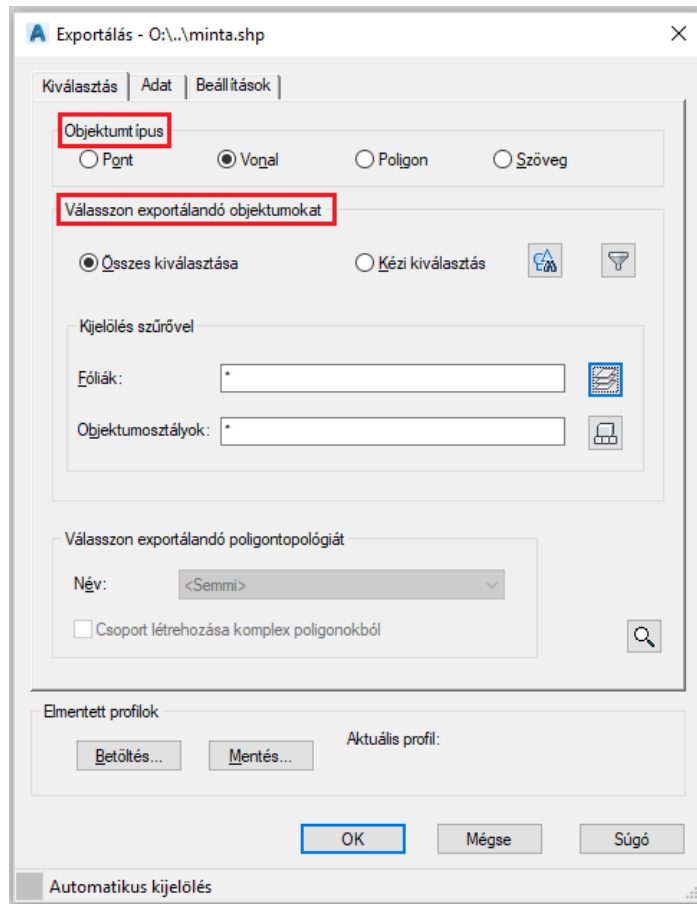 Exportálás - O:\..\minta.shp
Kiválasztás Adat Beállítások
Objektumtípus
Pont Vonal Poligon Szöveg
Válasszon exportálandó objektumokat
Összes kiválasztása Kézi kiválasztás
Kijelölés szűrővel
Fóliák: *
Objektumosztályok: *
Válasszon exportálandó poligontopológiát
Név: <Semmi>
Csoport létrehozása komplex poligonokból
Elmentett profilok
Betöltés... Mentés... Aktuális profil:
OK Mégse Súgó
Automatikus kijelölés